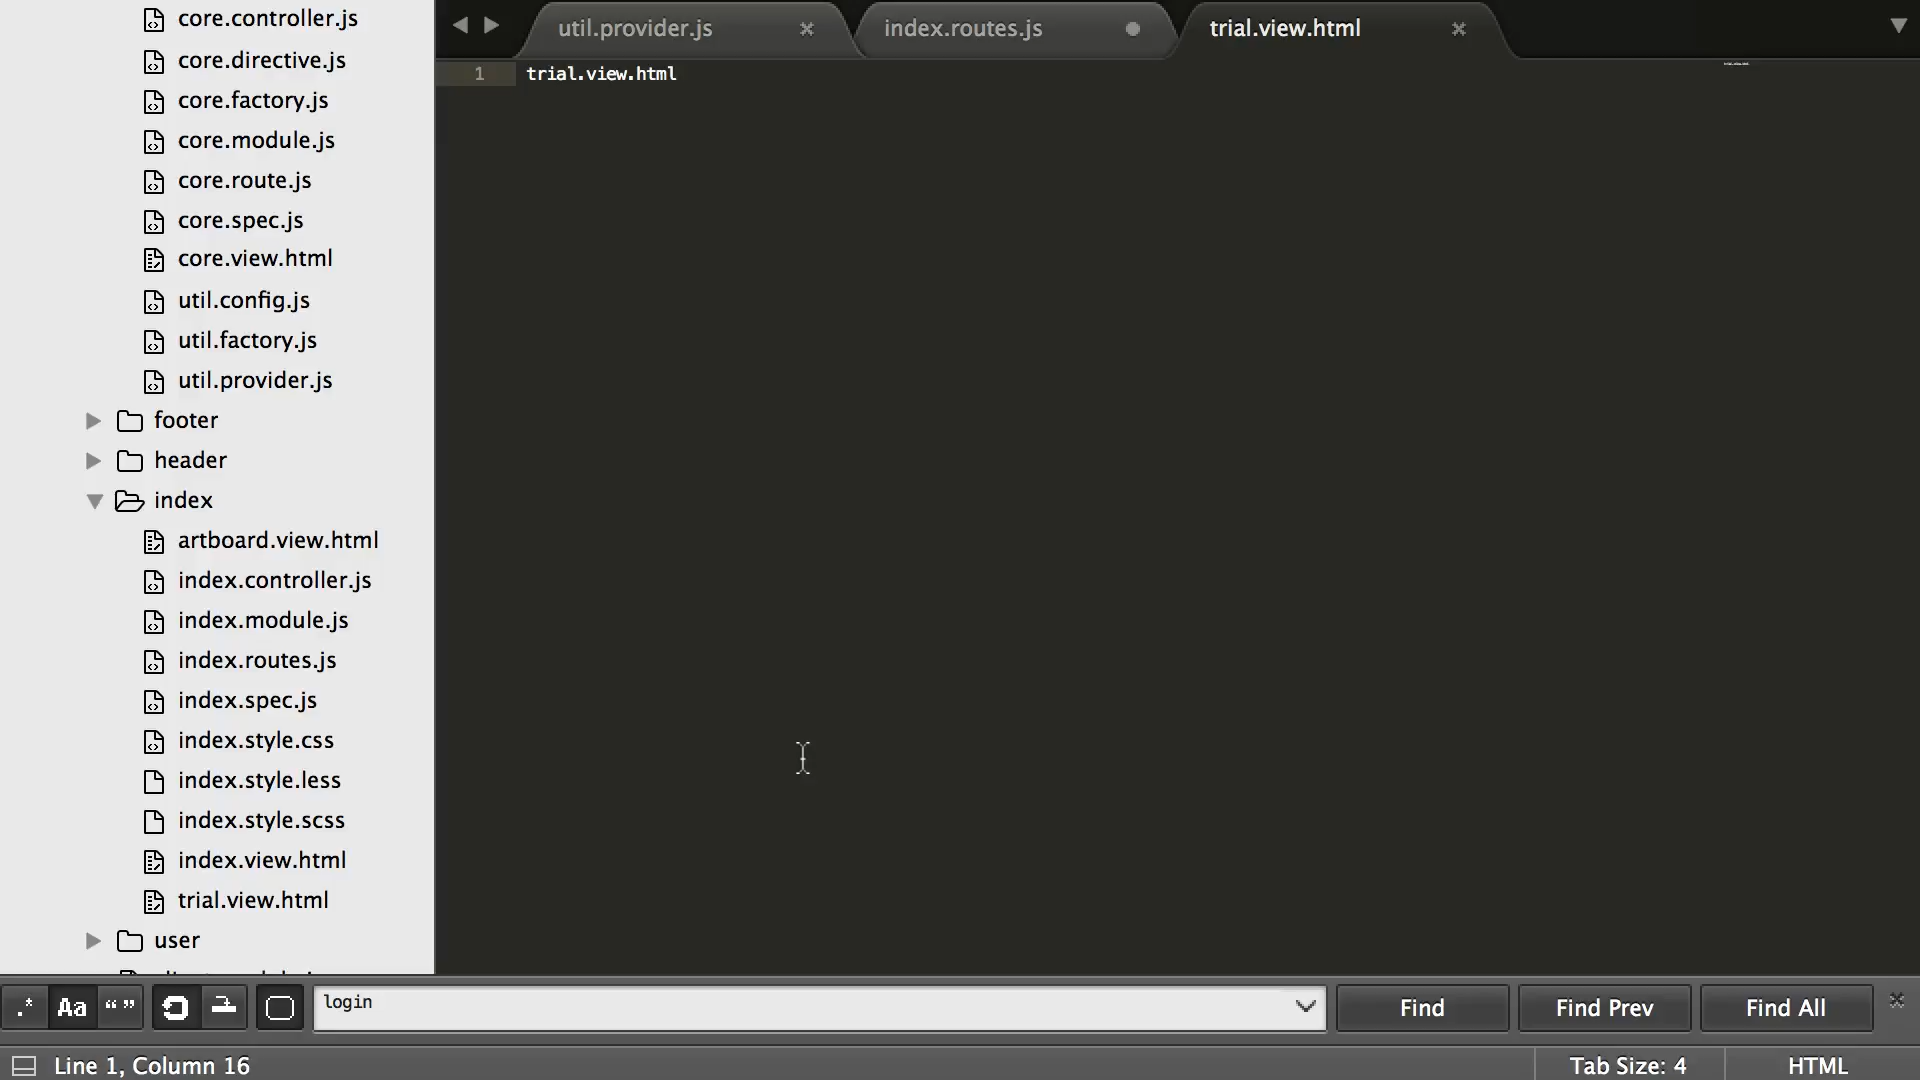 core.controller.js
core.directive.js
core.factory.js
core.module.js
core.route.js
core.spec.js
core.view.html
util.config.js
util.factory.js
util.provider.js
footer
header
index
artboard.view.html
index.controller.js
index.module.js
index.routes.js
index.spec.js
index.style.css
index.style.less
index.style.scss
index.view.html
trial.view.html
user
util.provider.js
index.routes.js
trial.view.html
1 trial.view.html
.* Aa “ ”
login
Find
Find Prev
Find All
Line 1, Column 16
Tab Size: 4
HTML